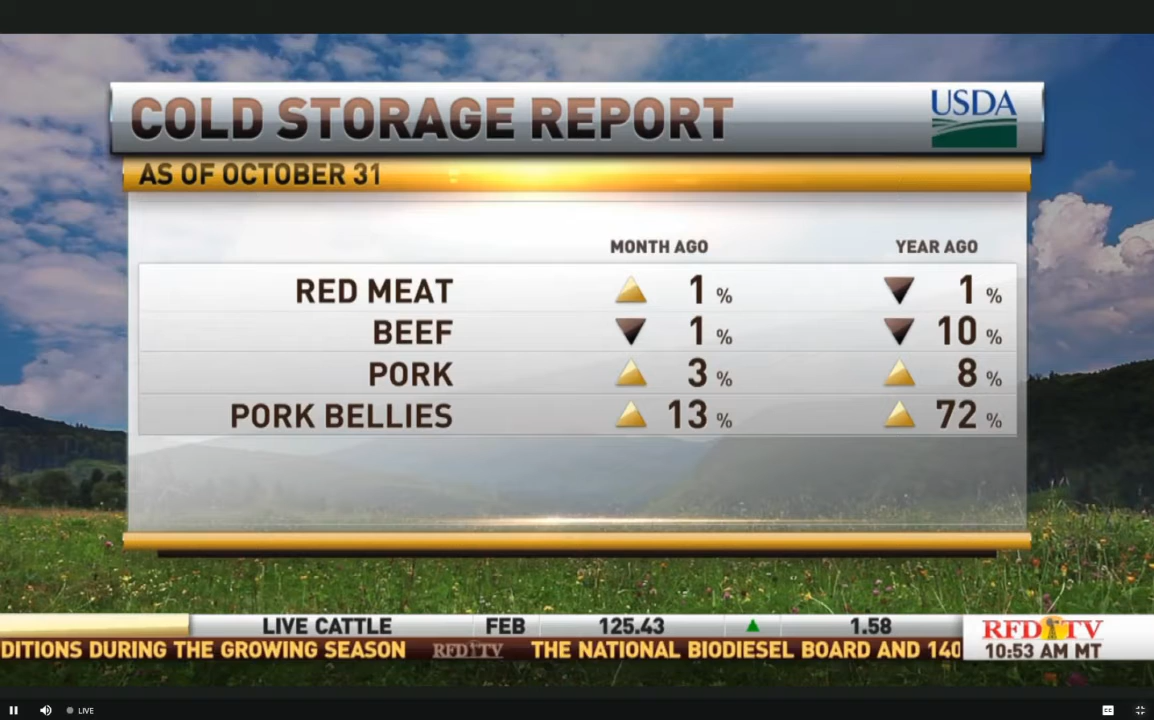 COLD STORAGE REPORT
USDA
AS OF OCTOBER 31
MONTH AGO YEAR AGO
RED MEAT 1 % 1 %
BEEF 1 % 10 %
PORK 3 % 8 %
PORK BELLIES 13 % 72 %
LIVE CATTLE FEB 125.43 1.58
DITIONS DURING THE GROWING SEASON RFD TV THE NATIONAL BIODIESEL BOARD AND 140
RFD TV
10:53 AM MT
LIVE
CC